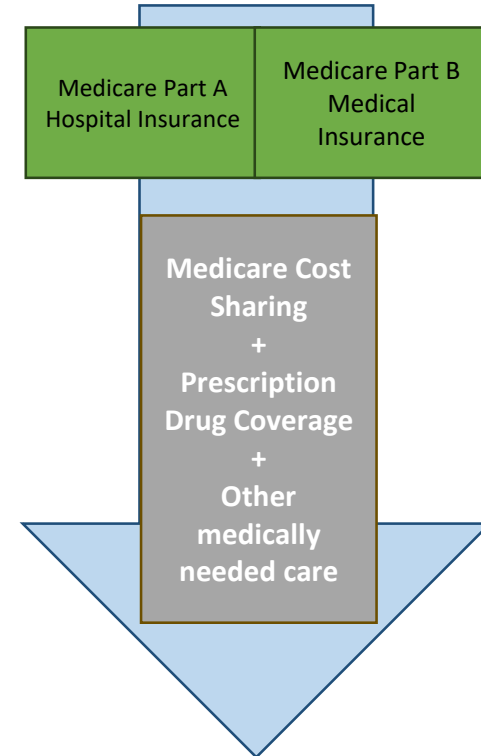 Medicare Part A
Hospital Insurance
Medicare Part B
Medical
Insurance
Medicare Cost
Sharing
+
Prescription
Drug Coverage
+
Other
medically
needed care